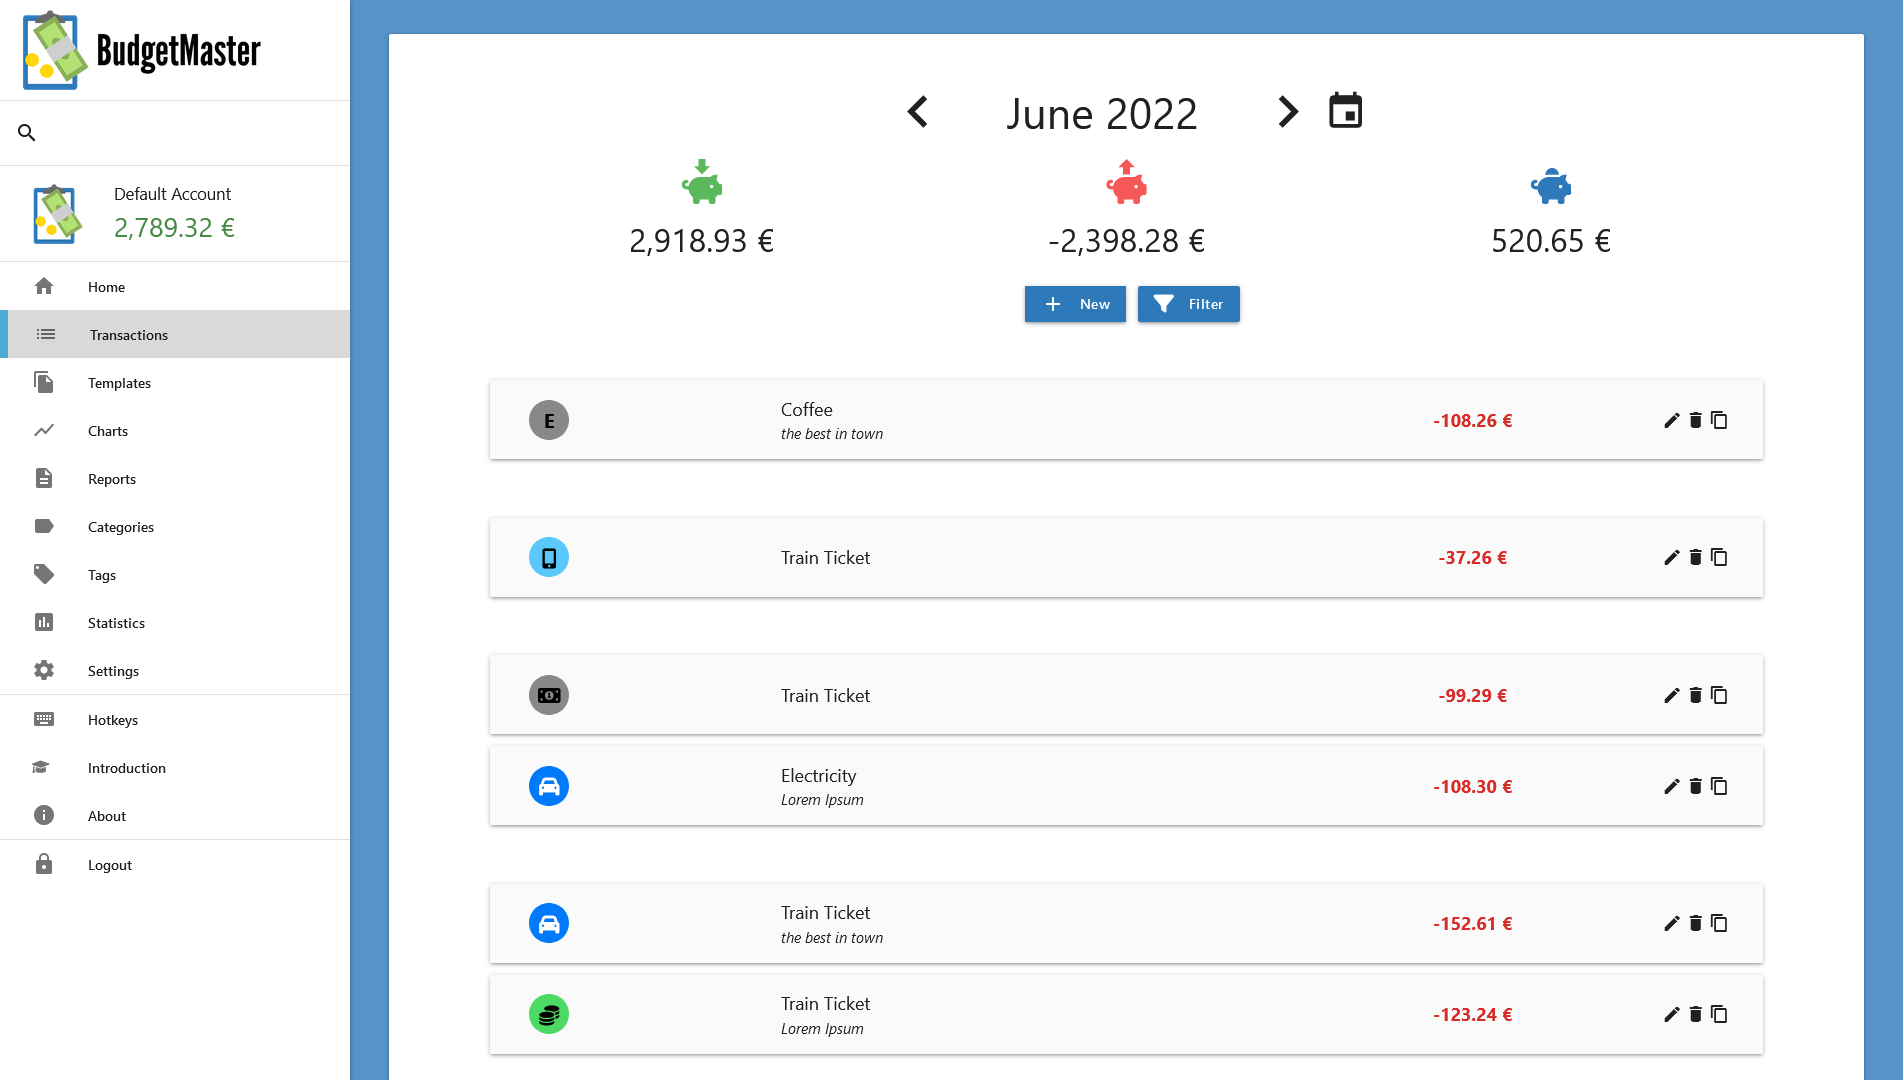 BudgetMaster
Default Account
2,789.32 €
Home
Transactions
Templates
Charts
Reports
Categories
Tags
Statistics
Settings
Hotkeys
Introduction
About
Logout
June 2022
2,918.93 €
-2,398.28 €
520.65 €
New
Filter
E
Coffee
the best in town
-108.26 €
Train Ticket
-37.26 €
Train Ticket
-99.29 €
Electricity
Lorem Ipsum
-108.30 €
Train Ticket
the best in town
-152.61 €
Train Ticket
Lorem Ipsum
-123.24 €